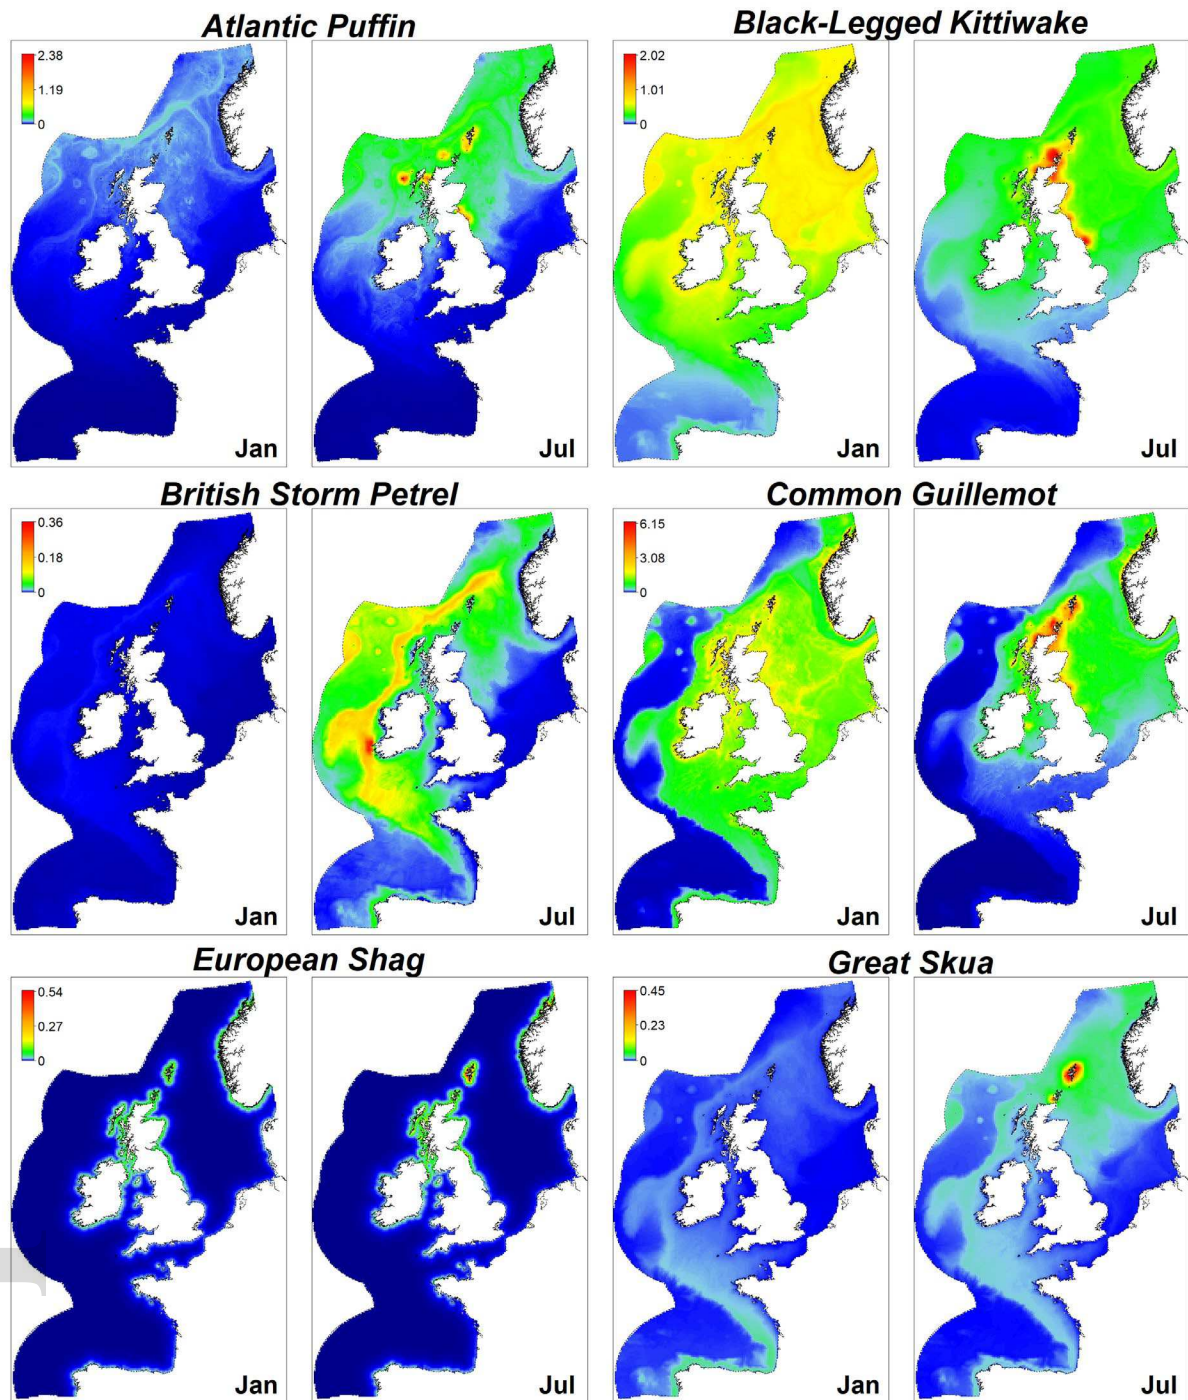 Atlantic Puffin
Black-Legged Kittiwake
2.38
1.19
0
Jan
Jul
2.02
1.01
0
Jan
Jul
British Storm Petrel
Common Guillemot
0.36
0.18
0
Jan
Jul
6.15
3.08
0
Jan
Jul
European Shag
Great Skua
0.54
0.27
0
Jan
Jul
0.45
0.23
0
Jan
Jul